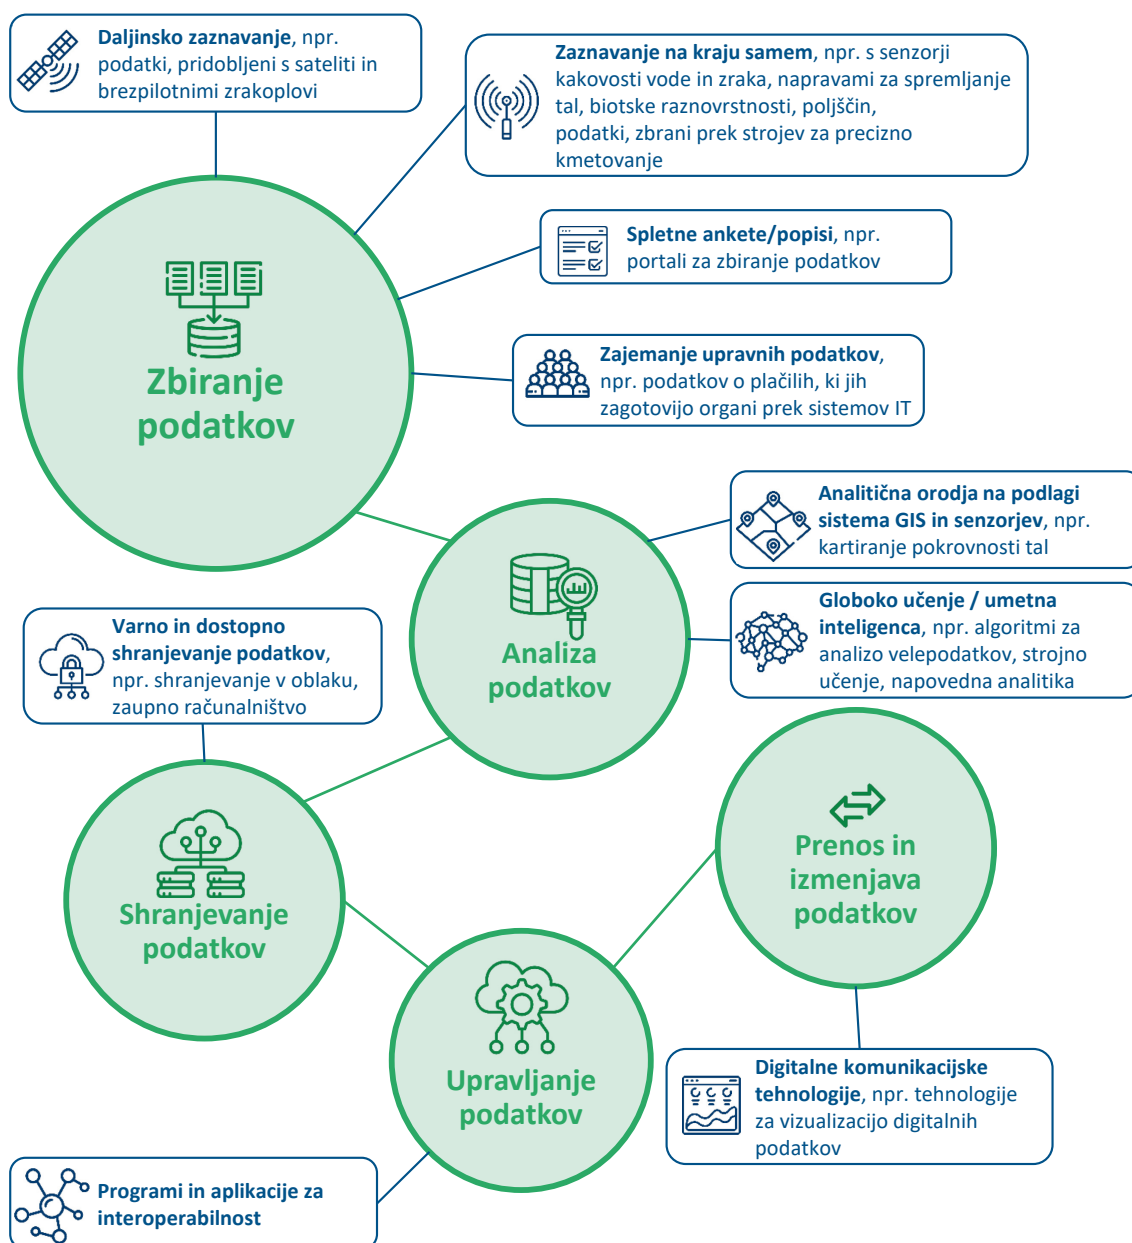 Daljinsko zaznavanje, npr.
podatki, pridobljeni s sateliti in
brezpilotnimi zrakoplovi
Zaznavanje na kraju samem, npr. s senzorji
kakovosti vode in zraka, napravami za spremljanje
tal, biotske raznovrstnosti, poljščin,
podatki, zbrani prek strojev za precizno
kmetovanje
Spletne ankete/popisi, npr.
portali za zbiranje podatkov
Zbiranje
podatkov
Zajemanje upravnih podatkov,
npr. podatkov o plačilih, ki jih
zagotovijo organi prek sistemov IT
Analitična orodja na podlagi
sistema GIS in senzorjev, npr.
kartiranje pokrovnosti tal
Globoko učenje / umetna
inteligenca, npr. algoritmi za
analizo velepodatkov, strojno
učenje, napovedna analitika
Analiza
podatkov
Varno in dostopno
shranjevanje podatkov,
npr. shranjevanje v oblaku,
zaupno računalništvo
Shranjevanje
podatkov
Prenos in
izmenjava
podatkov
Upravljanje
podatkov
Digitalne komunikacijske
tehnologije, npr. tehnologije
za vizualizacijo digitalnih
podatkov
Programi in aplikacije za
interoperabilnost